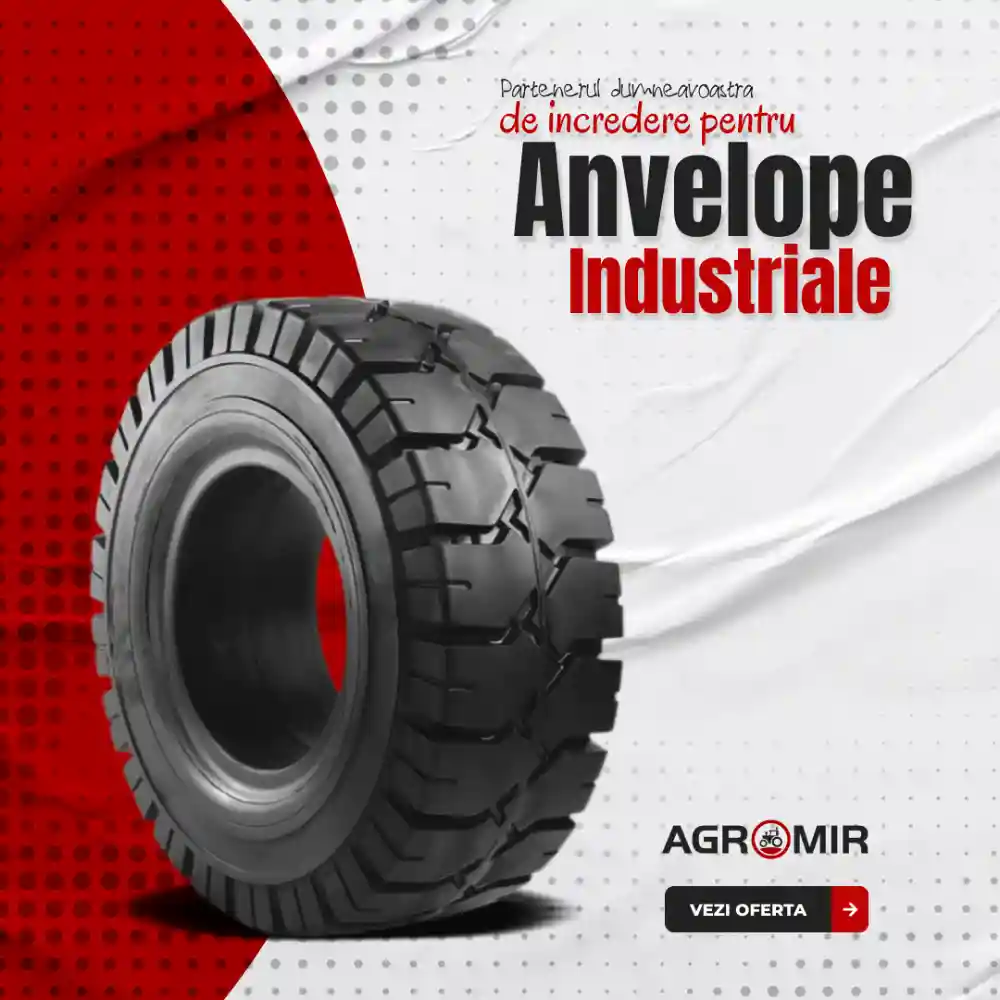 Partenerul dumneavoastra
de incredere pentru
Anvelope
Industriale
AGROMIR
VEZI OFERTA